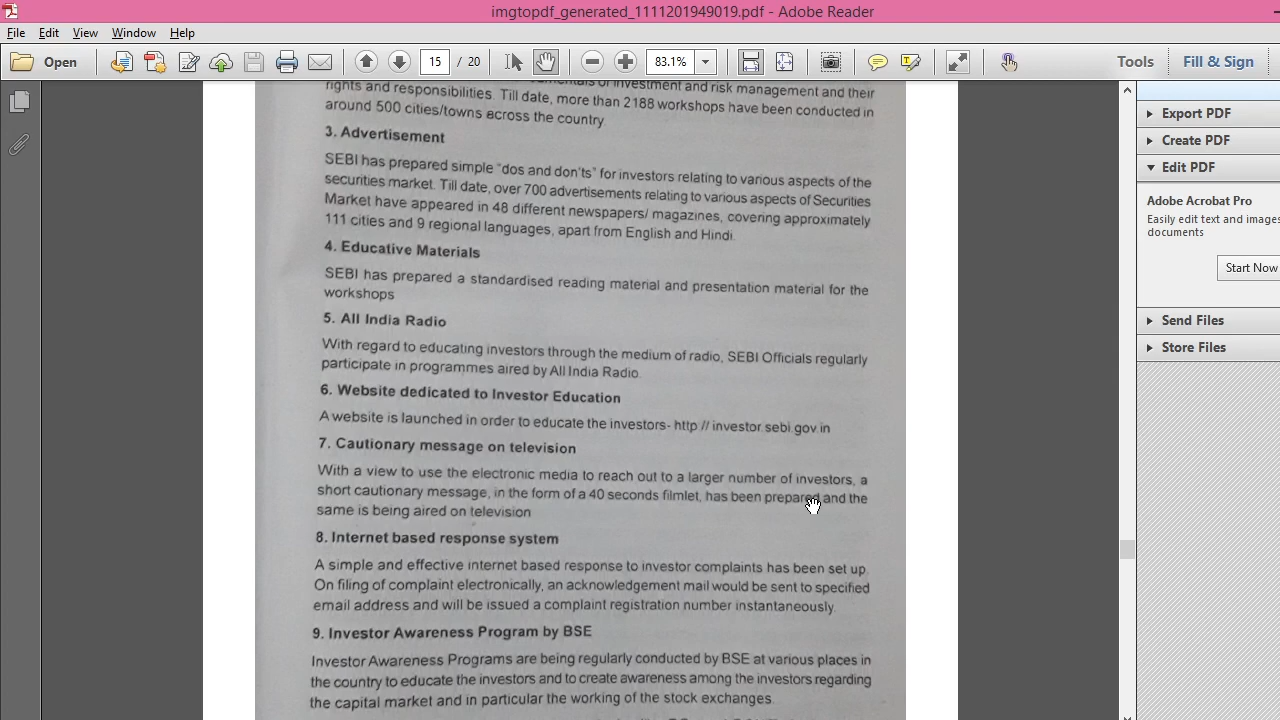 imgtopdf_generated_1111201949019.pdf - Adobe Reader
File Edit View Window Help
Open 15 / 20 83.1% Tools Fill & Sign
rights and responsibilities. Till date, more than 2188 workshops have been conducted in
around 500 cities/towns across the country
3. Advertisement
SEBI has prepared simple "dos and don'ts" for investors relating to various aspects of the
securities market. Till date, over 700 advertisements relating to various aspects of Securities
Market have appeared in 48 different newspapers/ magazines, covering approximately
111 cities and 9 regional languages, apart from English and Hindi.
4. Educative Materials
SEBI has prepared a standardised reading material and presentation material for the
workshops
5. All India Radio
With regard to educating investors through the medium of radio, SEBI Officials regularly
participate in programmes aired by All India Radio.
6. Website dedicated to Investor Education
A website is launched in order to educate the investors- http // investor.sebi.gov.in
7. Cautionary message on television
With a view to use the electronic media to reach out to a larger number of investors, a
short cautionary message, in the form of a 40 seconds filmlet, has been prepared and the
same is being aired on television
8. Internet based response system
A simple and effective internet based response to investor complaints has been set up.
On filing of complaint electronically, an acknowledgement mail would be sent to specified
email address and will be issued a complaint registration number instantaneously.
9. Investor Awareness Program by BSE
Investor Awareness Programs are being regularly conducted by BSE at various places in
the country to educate the investors and to create awareness among the investors regarding
the capital market and in particular the working of the stock exchanges.
Export PDF
Create PDF
Edit PDF
Adobe Acrobat Pro
Easily edit text and images
documents
Start Now
Send Files
Store Files